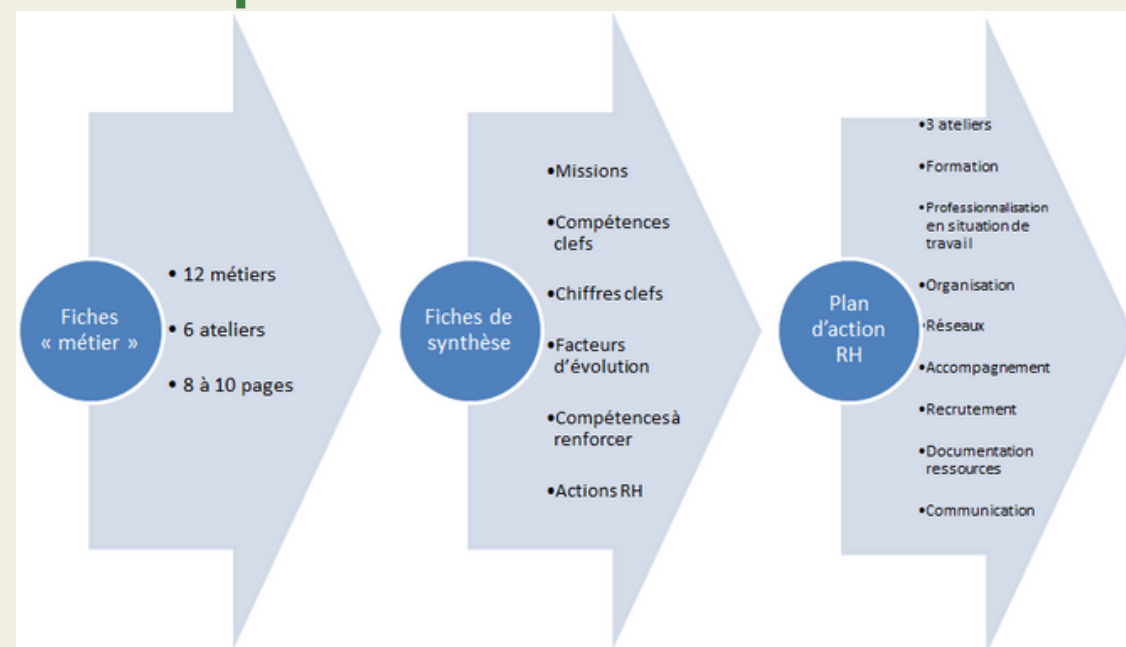 Fiches
« métier »
• 12 métiers
• 6 ateliers
• 8 à 10 pages
Fiches de
synthèse
•Missions
•Compétences
clefs
•Chiffres clefs
•Facteurs
d'évolution
•Compétences à
renforcer
•Actions RH
Plan
d'action
RH
•3 ateliers
•Formation
•Professionnalisation
en situation de
travail
•Organisation
•Réseaux
•Accompagnement
•Recrutement
•Documentation
ressources
•Communication